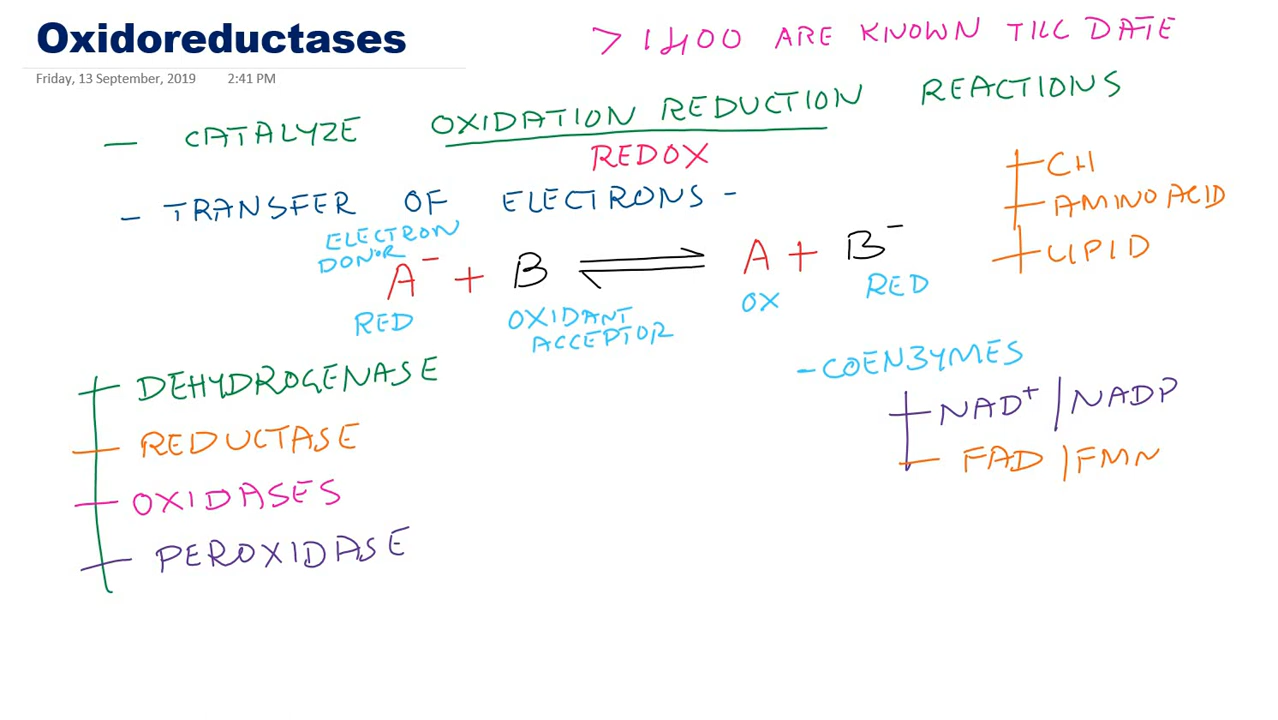 Oxidoreductases
> 1400 ARE KNOWN TILL DATE
Friday, 13 September, 2019 2:41 PM
— CATALYZE OXIDATION REDUCTION REACTIONS
REDOX
- TRANSFER OF ELECTRONS -
CH
AMINO ACID
LIPID
ELECTRON
DONOR
A⁻ + B ⇌ A + B⁻
RED
OXIDANT
ACCEPTOR
OX
RED
DEHYDROGENASE
REDUCTASE
OXIDASES
PEROXIDASE
- COENZYMES
NAD⁺ / NADP
FAD / FMN